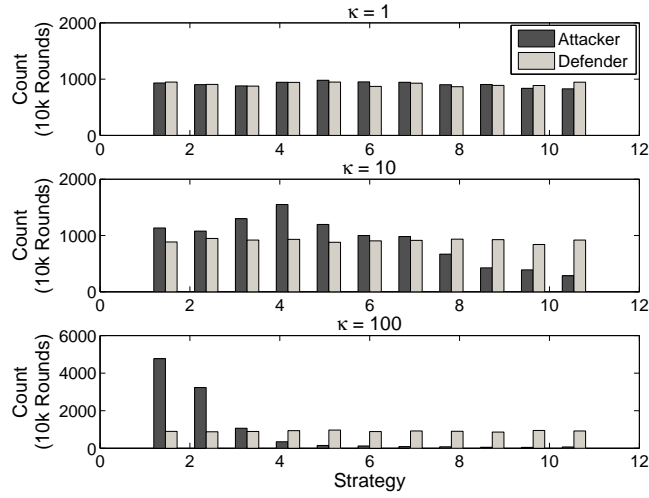 κ = 1
2000
1000
0
Count
(10k Rounds)
Attacker
Defender
0 2 4 6 8 10 12
κ = 10
2000
1000
0
Count
(10k Rounds)
0 2 4 6 8 10 12
κ = 100
6000
4000
2000
0
Count
(10k Rounds)
0 2 4 6 8 10 12
Strategy